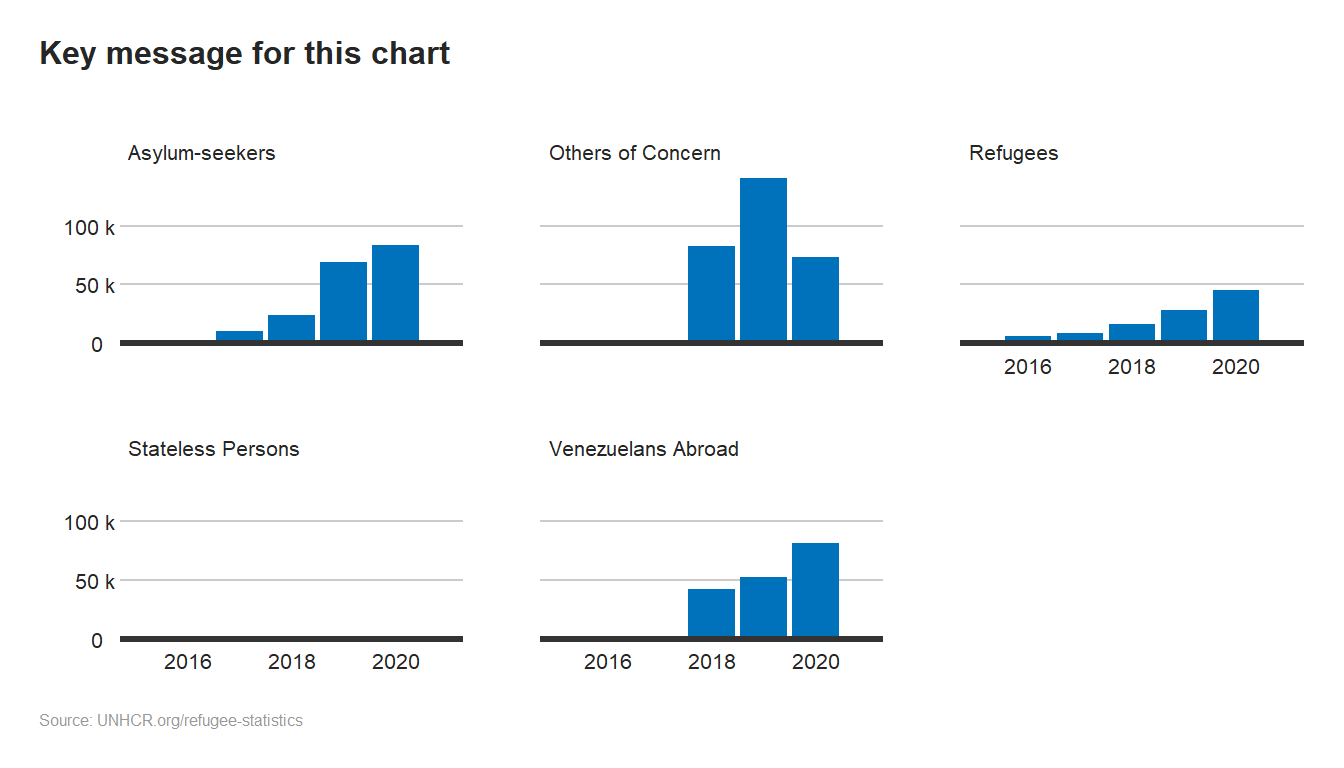 Key message for this chart
Asylum-seekers
Others of Concern
Refugees
100 k
50 k
0
2016 2018 2020
Stateless Persons
Venezuelans Abroad
100 k
50 k
0
2016 2018 2020
2016 2018 2020
Source: UNHCR.org/refugee-statistics